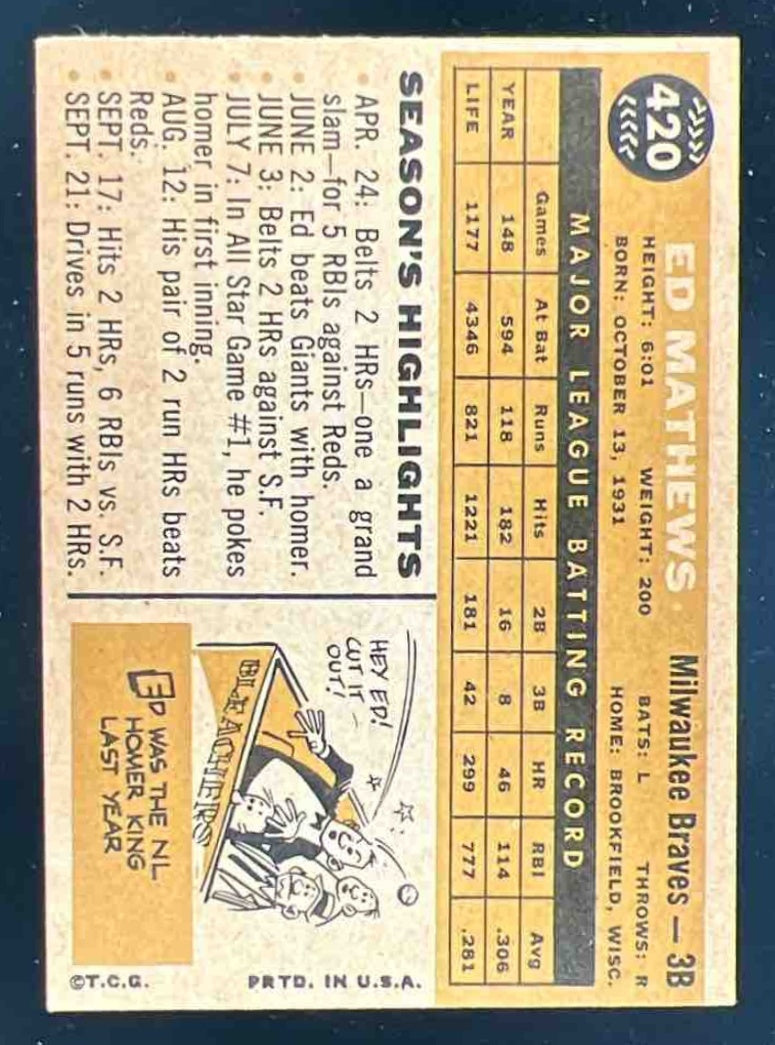 420
ED MATHEWS
Milwaukee Braves — 3B
HEIGHT: 6:01 WEIGHT: 200 BATS: L THROWS: R
BORN: OCTOBER 13, 1931 HOME: BROOKFIELD, WISC.
MAJOR LEAGUE BATTING RECORD
Games At Bat Runs Hits 2B 3B HR RBI Avg
YEAR 148 594 118 182 16 8 46 114 .306
LIFE 1177 4346 821 1221 181 42 299 777 .281
SEASON'S HIGHLIGHTS
• APR. 24: Belts 2 HRs—one a grand
slam—for 5 RBIs against Reds.
• JUNE 2: Ed beats Giants with homer.
• JUNE 3: Belts 2 HRs against S.F.
• JULY 7: In All Star Game #1, he pokes
homer in first inning.
• AUG. 12: His pair of 2 run HRs beats
Reds.
• SEPT. 17: Hits 2 HRs, 6 RBIs vs. S.F.
• SEPT. 21: Drives in 5 runs with 2 HRs.
HEY ED!
CUT IT
OUT!
BLEACHERS
ED WAS THE NL
HOMER KING
LAST YEAR
©T.C.G. PRTD. IN U.S.A.